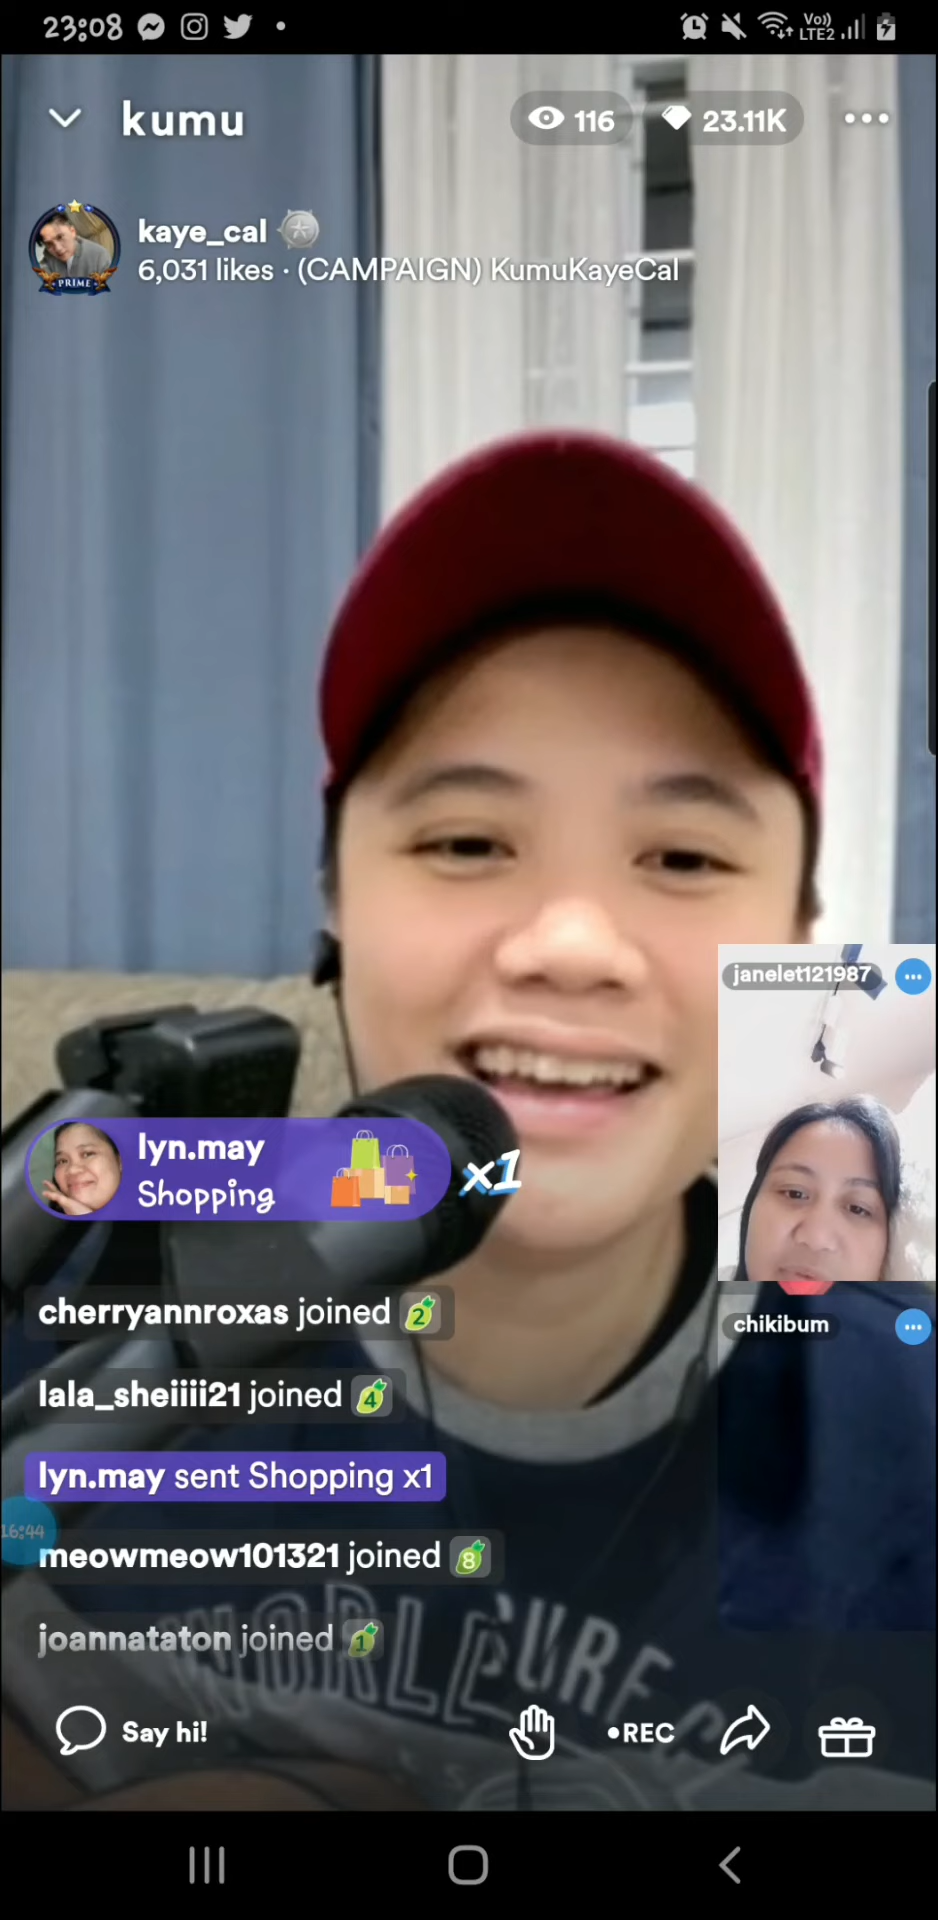 23:08
Vo))
LTE2
kumu
116
23.11K
kaye_cal
6,031 likes · (CAMPAIGN) KumuKayeCal
PRIME
janelet121987
lyn.may
Shopping
x1
cherryannroxas joined 2
chikibum
lala_sheiiii21 joined 4
lyn.may sent Shopping x1
16:44
meowmeow101321 joined 8
joannataton joined 1
Say hi!
•REC